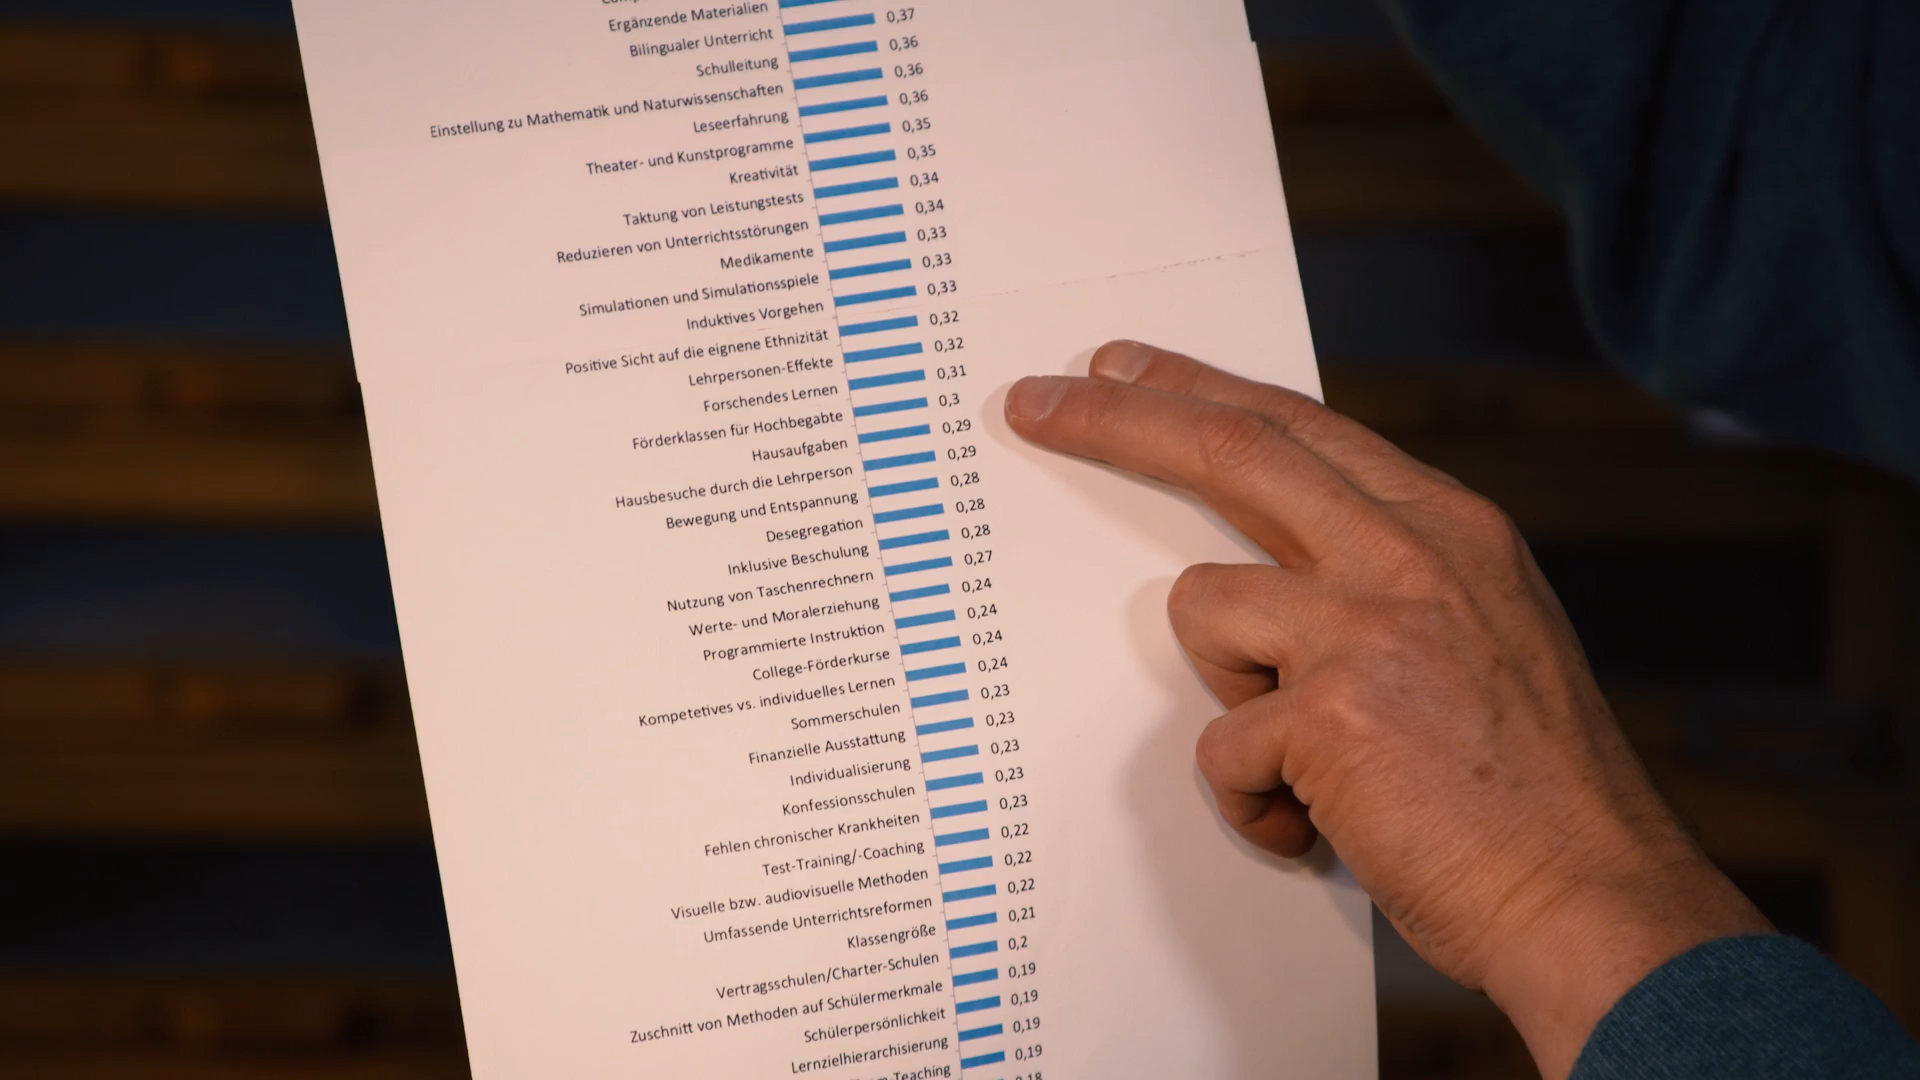 Ergänzende Materialien
Bilingualer Unterricht 0,37
Schulleitung 0,36
Einstellung zu Mathematik und Naturwissenschaften 0,36
Leseerfahrung 0,36
Theater- und Kunstprogramme 0,35
Kreativität 0,35
Taktung von Leistungstests 0,34
Reduzieren von Unterrichtsstörungen 0,34
Medikamente 0,33
Simulationen und Simulationsspiele 0,33
Induktives Vorgehen 0,33
Positive Sicht auf die eignene Ethnizität 0,32
Lehrpersonen-Effekte 0,32
Forschendes Lernen 0,31
Förderklassen für Hochbegabte 0,3
Hausaufgaben 0,29
Hausbesuche durch die Lehrperson 0,29
Bewegung und Entspannung 0,28
Desegregation 0,28
Inklusive Beschulung 0,28
Nutzung von Taschenrechnern 0,27
Werte- und Moralerziehung 0,24
Programmierte Instruktion 0,24
College-Förderkurse 0,24
Kompetetives vs. individuelles Lernen 0,24
Sommerschulen 0,23
Finanzielle Ausstattung 0,23
Individualisierung 0,23
Konfessionsschulen 0,23
Fehlen chronischer Krankheiten 0,23
Test-Training/-Coaching 0,22
Visuelle bzw. audiovisuelle Methoden 0,22
Umfassende Unterrichtsreformen 0,22
Klassengröße 0,21
Vertragsschulen/Charter-Schulen 0,2
Zuschnitt von Methoden auf Schülermerkmale 0,19
Schülerpersönlichkeit 0,19
Lernzielhierarchisierung 0,19
Teaching 0,19
0,18